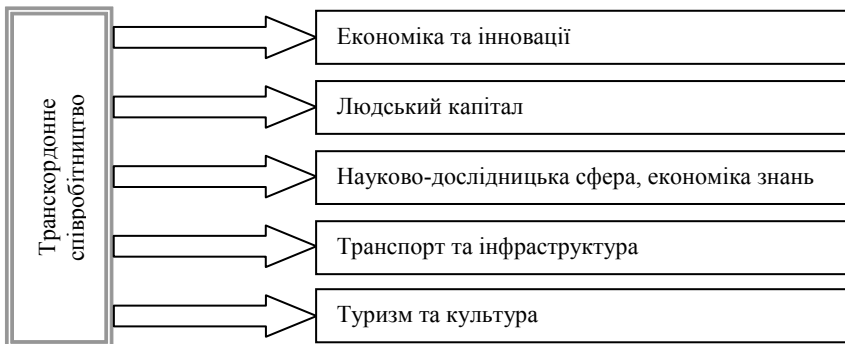 Транскордонне
співробітництво
Економіка та інновації
Людський капітал
Науково-дослідницька сфера, економіка знань
Транспорт та інфраструктура
Туризм та культура